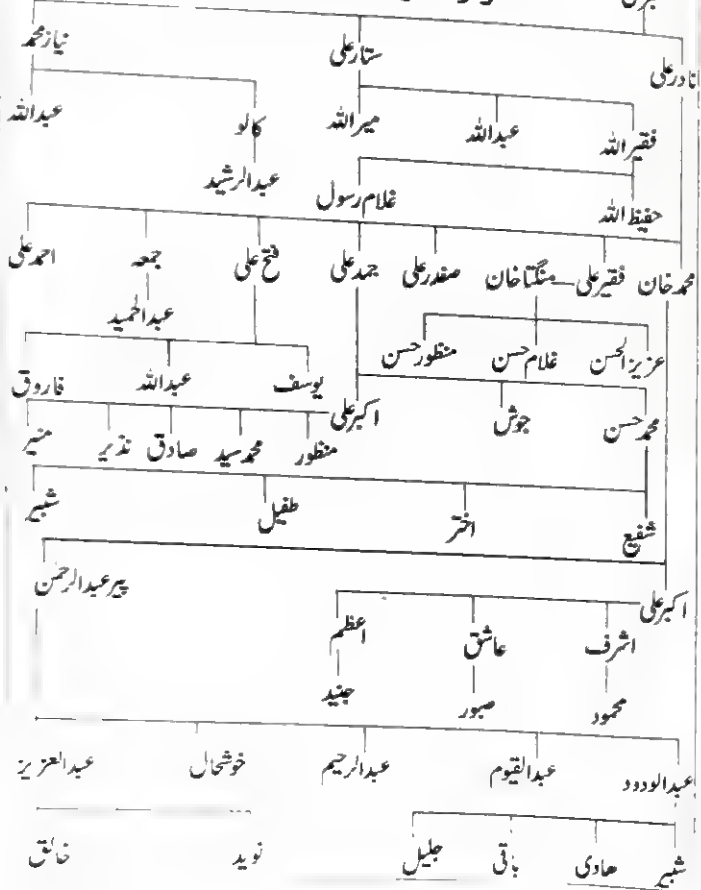 نادر علی ستار علی نیاز محمد
فقیر اللہ عبداللہ میر اللہ کالو عبداللہ
حفیظ اللہ غلام رسول عبدالرشید
محمد خان فقیر علی منگتا خان صفدر علی جمد علی فتح علی جمعہ احمد علی
عزیز الحسن غلام حسن منظور حسن عبدالحمید
محمد حسن جوش اکبر علی یوسف عبداللہ فاروق
منظور محمد سید صادق نذیر منیر
شفیع اختر طفیل شبیر
اکبر علی پیر عبدالرحمٰن
اشرف عاشق اعظم
محمود صبور جنید
عبدالودود عبدالقیوم عبدالرحیم خوشحال عبدالعزیز
شبیر ھادی باقی جلیل نوید خالق